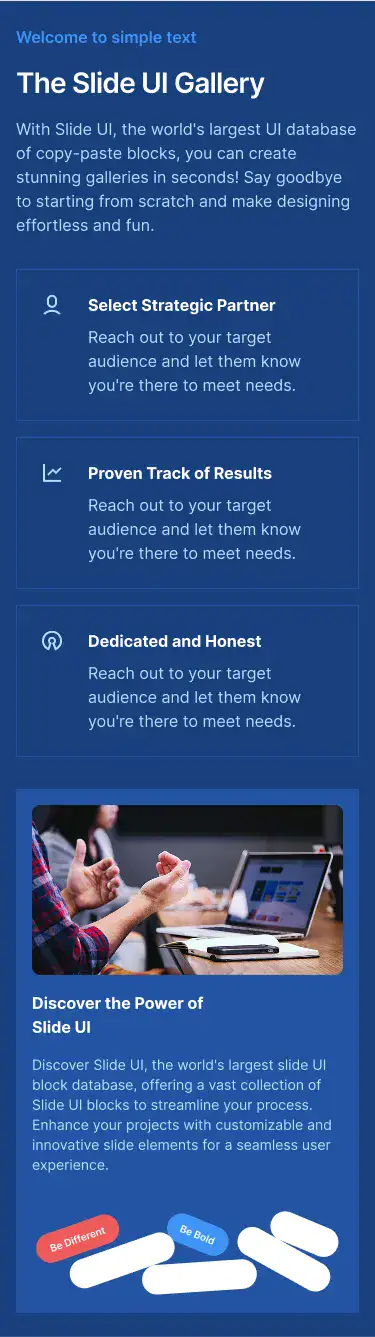 Welcome to simple text
The Slide UI Gallery
With Slide UI, the world's largest UI database
of copy-paste blocks, you can create
stunning galleries in seconds! Say goodbye
to starting from scratch and make designing
effortless and fun.
Select Strategic Partner
Reach out to your target
audience and let them know
you're there to meet needs.
Proven Track of Results
Reach out to your target
audience and let them know
you're there to meet needs.
Dedicated and Honest
Reach out to your target
audience and let them know
you're there to meet needs.
Discover the Power of
Slide UI
Discover Slide UI, the world's largest slide UI
block database, offering a vast collection of
Slide UI blocks to streamline your process.
Enhance your projects with customizable and
innovative slide elements for a seamless user
experience.
Be Different
Be Bold